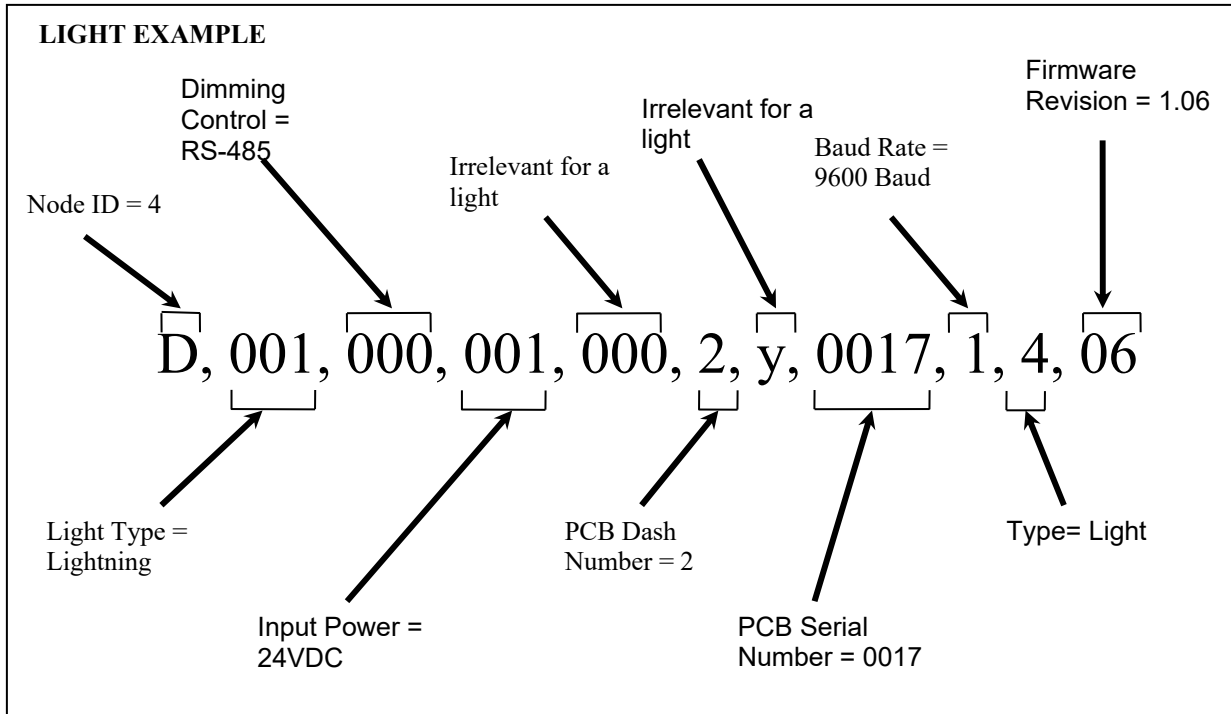 LIGHT EXAMPLE
Dimming
Control =
RS-485
Irrelevant for a
light
Irrelevant for a
light
Baud Rate =
9600 Baud
Firmware
Revision = 1.06
Node ID = 4
D, 001, 000, 001, 000, 2, y, 0017, 1, 4, 06
Light Type =
Lightning
Input Power =
24VDC
PCB Dash
Number = 2
PCB Serial
Number = 0017
Type= Light